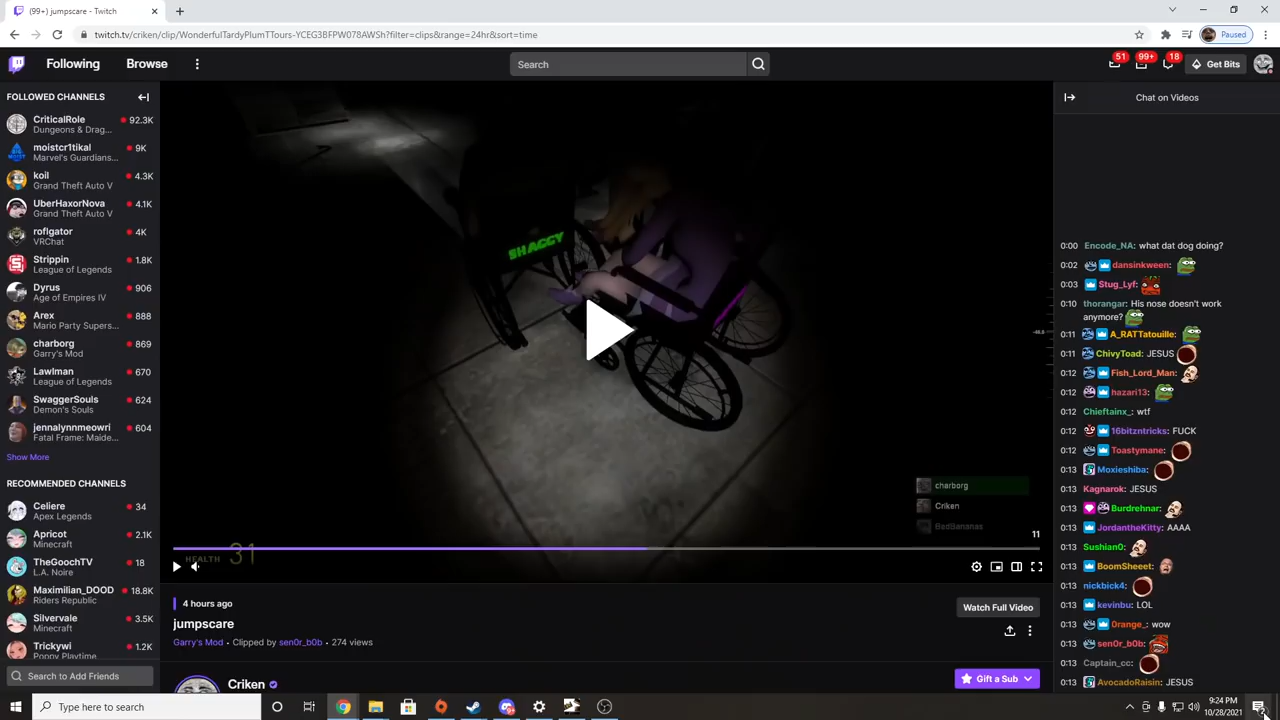 (99+) jumpscare - Twitch
twitch.tv/criken/clip/WonderfulTardyPlumTTours-YCEG3BFPW078AWSh?filter=clips&range=24hr&sort=time
Paused
Following
Browse
Search
51
99+
18
Get Bits
FOLLOWED CHANNELS
CriticalRole
92.3K
Dungeons & Drag...
moistcr1tikal
9K
Marvel's Guardians...
koil
4.3K
Grand Theft Auto V
UberHaxorNova
4.1K
Grand Theft Auto V
roflgator
4K
VRChat
Strippin
1.8K
League of Legends
Dyrus
906
Age of Empires IV
Arex
888
Mario Party Supers...
charborg
869
Garry's Mod
Lawlman
670
League of Legends
SwaggerSouls
624
Demon's Souls
jennalynnmeowri
604
Fatal Frame: Maide...
Show More
RECOMMENDED CHANNELS
Celiere
34
Apex Legends
Apricot
2.1K
Minecraft
TheGoochTV
18
L.A. Noire
Maximilian_DOOD
18.8K
Riders Republic
Silvervale
3.5K
Minecraft
Trickywi
1.2K
Poppy Playtime
Search to Add Friends
SHAGGY
charborg
Criken
BadBananas
11
HEALTH 31
4 hours ago
Watch Full Video
jumpscare
Garry's Mod • Clipped by sen0r_b0b • 274 views
Criken
Gift a Sub
Chat on Videos
0:00 Encode_NA: what dat dog doing?
0:02 dansinkween:
0:03 Stug_Lyf:
0:10 thorangar: His nose doesn't work
anymore?
0:11 A_RATTatouille:
0:11 ChivyToad: JESUS
0:12 Fish_Lord_Man:
0:12 hazari13:
0:12 Chieftainx_: wtf
0:12 16bitzntricks: FUCK
0:12 Toastymane:
0:13 Moxieshiba:
0:13 Kagnarok: JESUS
0:13 Burdrehnar:
0:13 JordantheKitty: AAAA
0:13 Sushian0:
0:13 BoomSheeet:
0:13 nickbick4:
0:13 kevinbu: LOL
0:13 0range_: wow
0:13 sen0r_b0b:
0:13 Captain_cc:
0:13 AvocadoRaisin: JESUS
Type here to search
9:24 PM
10/28/2021